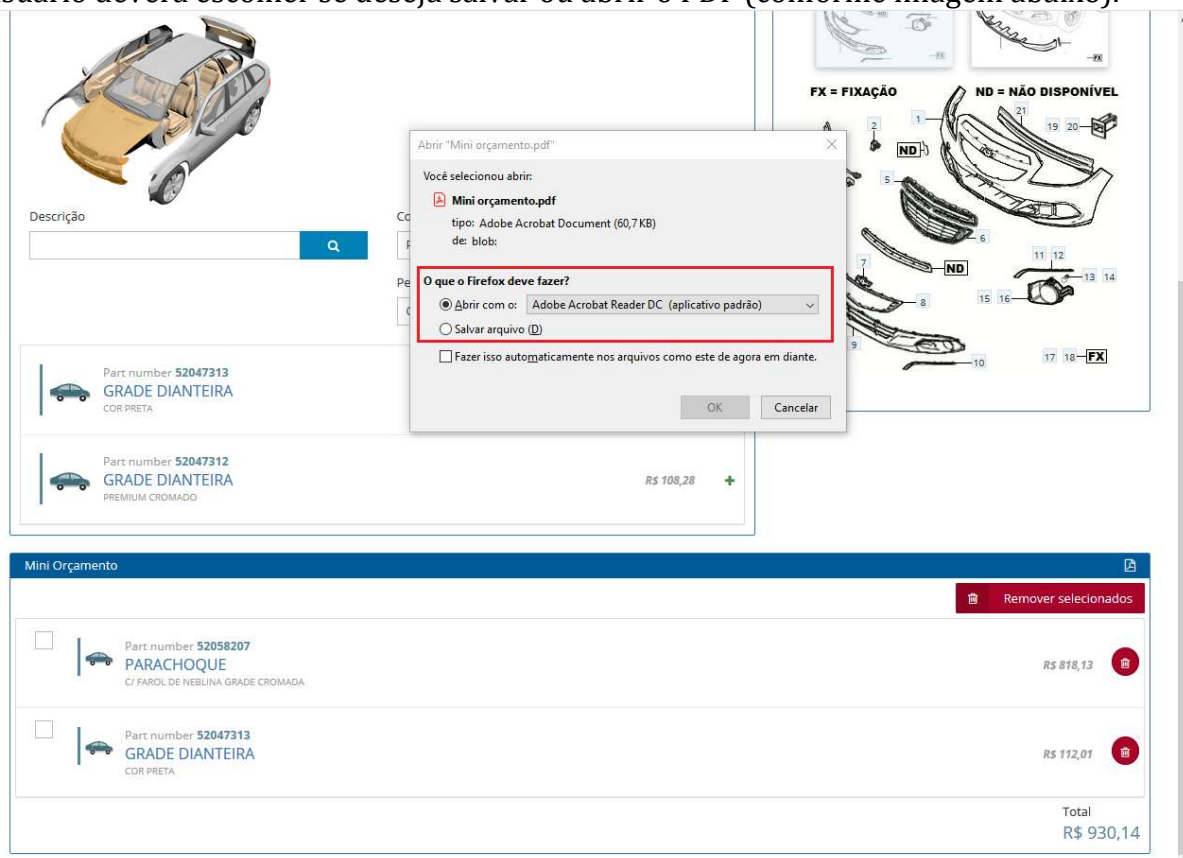 usuário deverá escolher se deseja salvar ou abrir o PDF (conforme imagem abaixo).
FX
FX
FX = FIXAÇÃO
ND = NÃO DISPONÍVEL
1
2
21
19 20
ND
5
6
7
ND
11 12
13 14
8
15 16
9
10
17 18
FX
Abrir "Mini orçamento.pdf"
Você selecionou abrir:
Mini orçamento.pdf
tipo: Adobe Acrobat Document (60,7 KB)
de: blob:
O que o Firefox deve fazer?
Abrir com o: Adobe Acrobat Reader DC (aplicativo padrão)
Salvar arquivo (D)
Fazer isso automaticamente nos arquivos como este de agora em diante.
OK Cancelar
Descrição
Co
Pe
Part number 52047313
GRADE DIANTEIRA
COR PRETA
Part number 52047312
GRADE DIANTEIRA
PREMIUM CROMADO
R$ 108,28
Mini Orçamento
Remover selecionados
Part number 52058207
PARACHOQUE
C/ FAROL DE NEBLINA GRADE CROMADA
R$ 818,13
Part number 52047313
GRADE DIANTEIRA
COR PRETA
R$ 112,01
Total
R$ 930,14